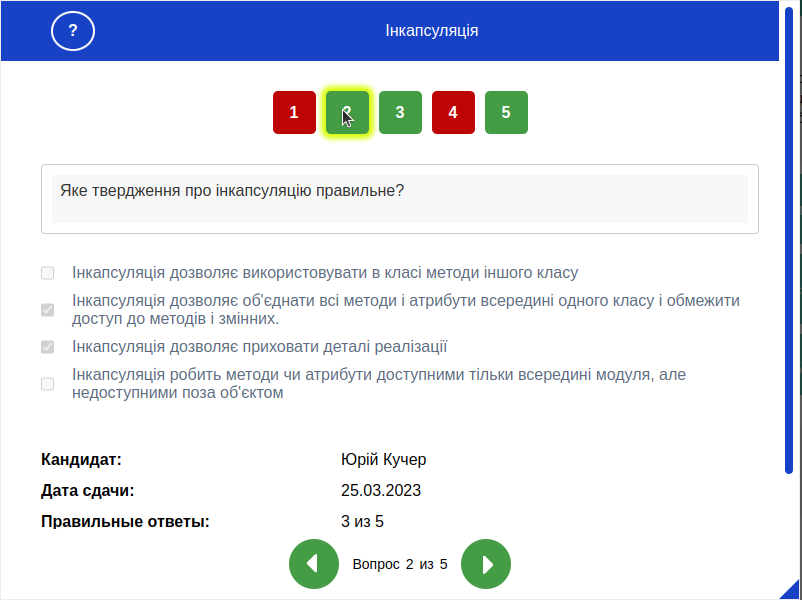 ?
Інкапсуляція
1 2 3 4 5
Яке твердження про інкапсуляцію правильне?
Інкапсуляція дозволяє використовувати в класі методи іншого класу
Інкапсуляція дозволяє об'єднати всі методи і атрибути всередині одного класу і обмежити
доступ до методів і змінних.
Інкапсуляція дозволяє приховати деталі реалізації
Інкапсуляція робить методи чи атрибути доступними тільки всередині модуля, але
недоступними поза об'єктом
Кандидат: Юрій Кучер
Дата сдачи: 25.03.2023
Правильные ответы: 3 из 5
Вопрос 2 из 5